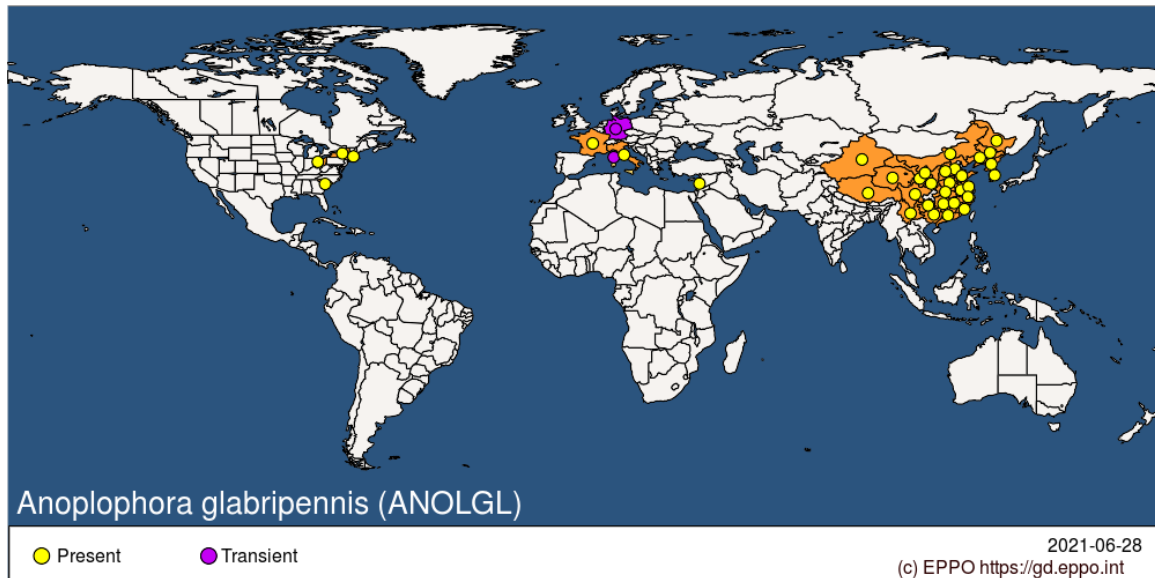 Anoplophora glabripennis (ANOLGL)
Present
Transient
2021-06-28
(c) EPPO https://gd.eppo.int